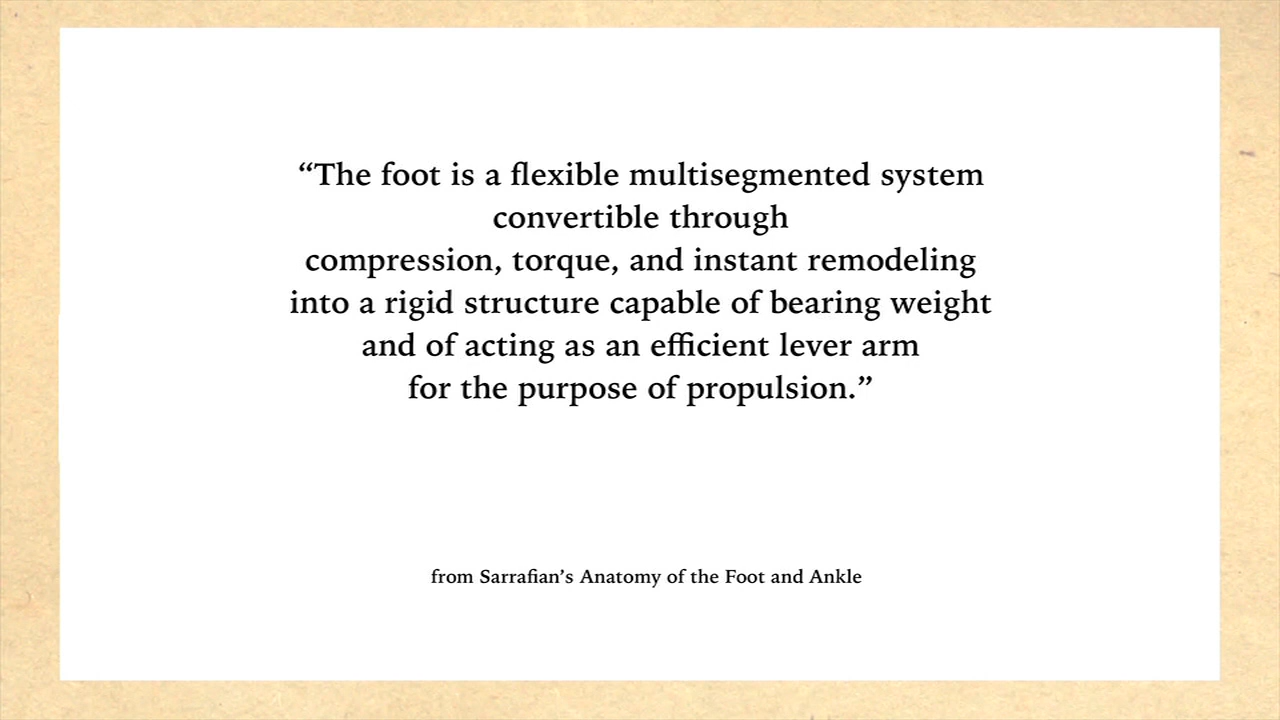 “The foot is a flexible multisegmented system
convertible through
compression, torque, and instant remodeling
into a rigid structure capable of bearing weight
and of acting as an efficient lever arm
for the purpose of propulsion.”
from Sarrafian’s Anatomy of the Foot and Ankle